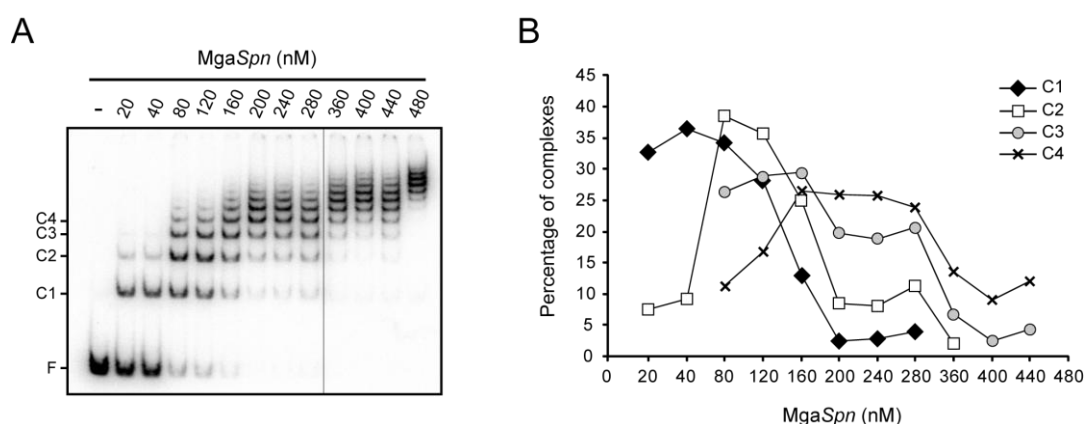 A
MgaSpn (nM)
- 20 40 80 120 160 200 240 280 360 400 440 480
C4
C3
C2
C1
F
B
Percentage of complexes
45
40
35
30
25
20
15
10
5
0
0 20 40 80 120 160 200 240 280 360 400 440 480
MgaSpn (nM)
C1
C2
C3
C4